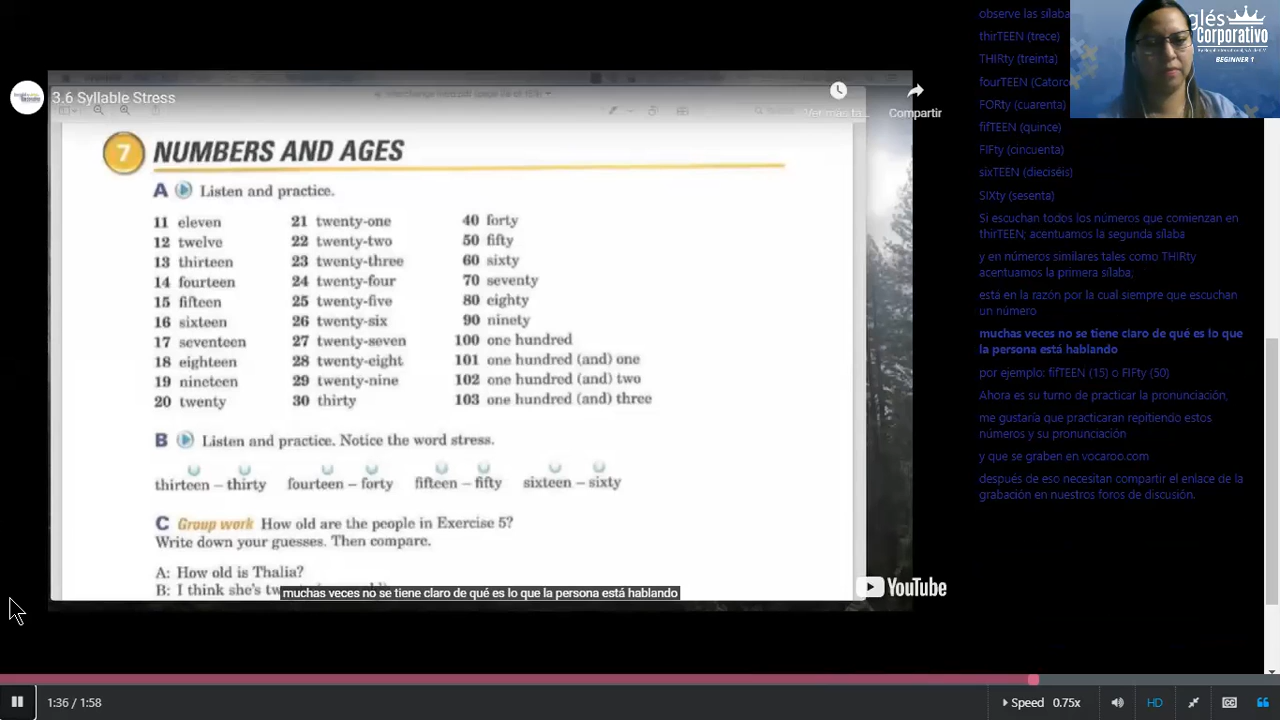 3.6 Syllable Stress
Ver más ta...
Compartir
7 NUMBERS AND AGES
A Listen and practice.
11 eleven
12 twelve
13 thirteen
14 fourteen
15 fifteen
16 sixteen
17 seventeen
18 eighteen
19 nineteen
20 twenty
21 twenty-one
22 twenty-two
23 twenty-three
24 twenty-four
25 twenty-five
26 twenty-six
27 twenty-seven
28 twenty-eight
29 twenty-nine
30 thirty
40 forty
50 fifty
60 sixty
70 seventy
80 eighty
90 ninety
100 one hundred
101 one hundred (and) one
102 one hundred (and) two
103 one hundred (and) three
B Listen and practice. Notice the word stress.
thirteen – thirty fourteen – forty fifteen – fifty sixteen – sixty
C Group work How old are the people in Exercise 5?
Write down your guesses. Then compare.
A: How old is Thalia?
B: I think she's
muchas veces no se tiene claro de qué es lo que la persona está hablando
YouTube
observe las sílabas
thirTEEN (trece)
THIRty (treinta)
fourTEEN (Catorc
FORty (cuarenta)
fifTEEN (quince)
FIFty (cincuenta)
sixTEEN (dieciséis)
SIXty (sesenta)
Si escuchan todos los números que comienzan en
thirTEEN; acentuamos la segunda sílaba
y en números similares tales como THIRty
acentuamos la primera sílaba,
esta en la razón por la cual siempre que escuchan
un número
muchas veces no se tiene claro de qué es lo que
la persona está hablando
por ejemplo: fifTEEN (15) o FIFty (50)
Ahora es su turno de practicar la pronunciación,
me gustaría que practicaran repitiendo estos
números y su pronunciación
y que se graben en vocaroo.com
después de eso necesitan compartir el enlace de la
grabación en nuestros foros de discusión.
glés
Corporativo
BEGINNER 1
1:36 / 1:58
Speed 0.75x
HD